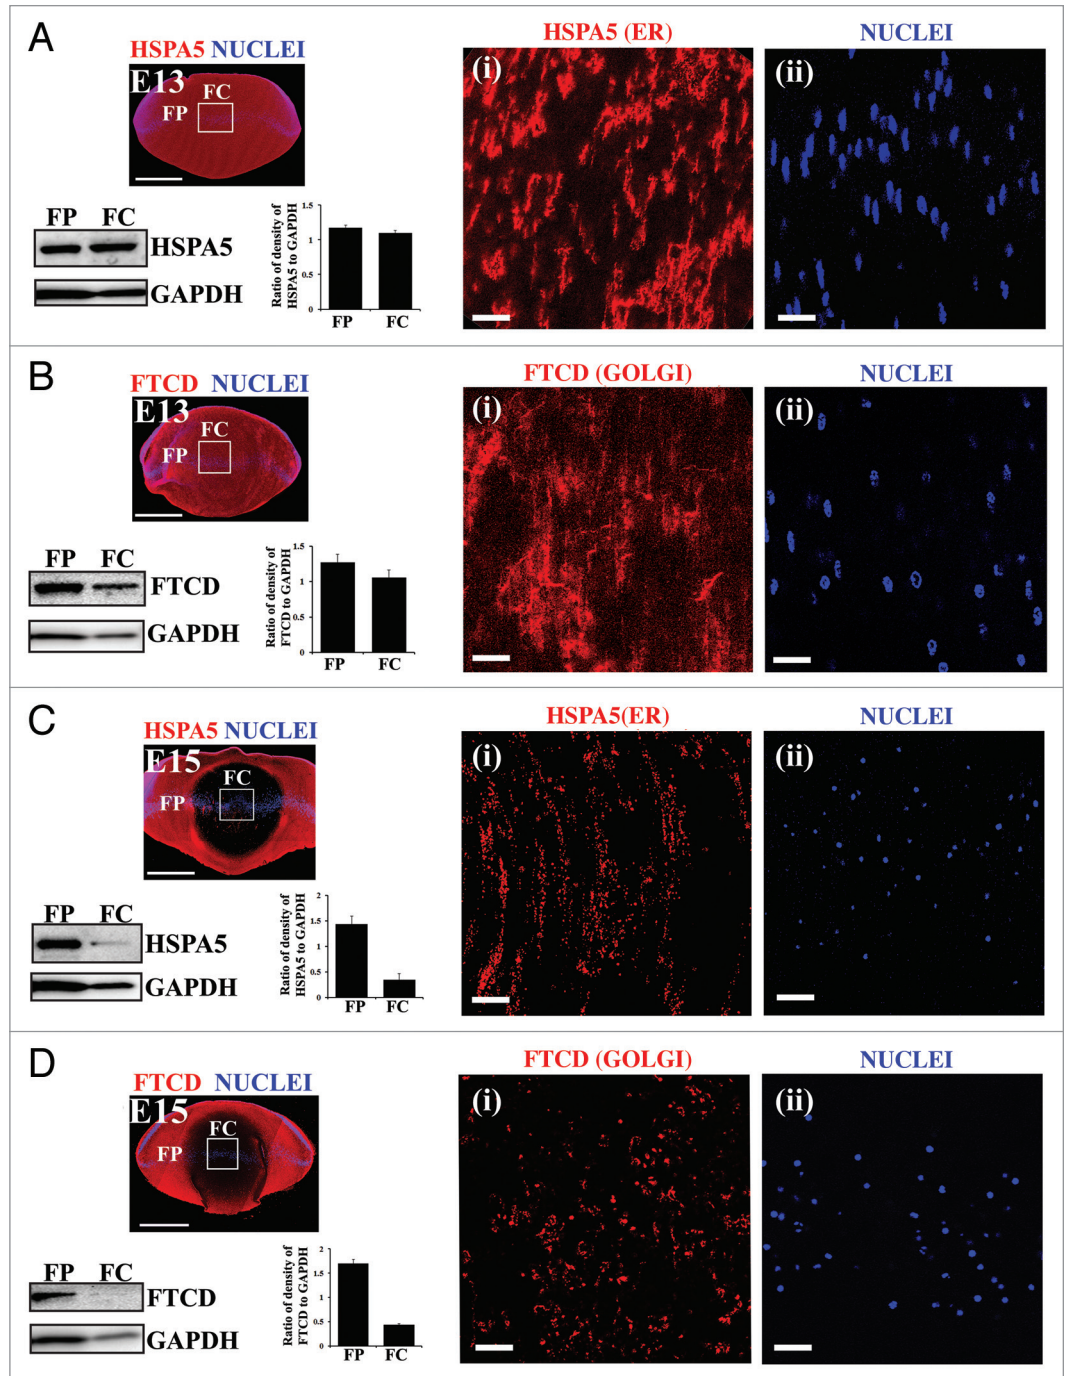 A
HSPA5 NUCLEI
E13
FC
FP
FP FC
HSPA5
GAPDH
Ratio of density of
HSPA5 to GAPDH
1.5
1
0.5
0
FP FC
HSPA5 (ER)
(i)
NUCLEI
(ii)
B
FTCD NUCLEI
E13
FC
FP
FP FC
FTCD
GAPDH
Ratio of density of
FTCD to GAPDH
1.5
1
0.5
0
FP FC
FTCD (GOLGI)
(i)
NUCLEI
(ii)
C
HSPA5 NUCLEI
E15
FC
FP
FP FC
HSPA5
GAPDH
Ratio of density of
HSPA5 to GAPDH
2
1.5
1
0.5
0
FP FC
HSPA5(ER)
(i)
NUCLEI
(ii)
D
FTCD NUCLEI
E15
FC
FP
FP FC
FTCD
GAPDH
Ratio of density of
FTCD to GAPDH
2
1.5
1
0.5
0
FP FC
FTCD (GOLGI)
(i)
NUCLEI
(ii)